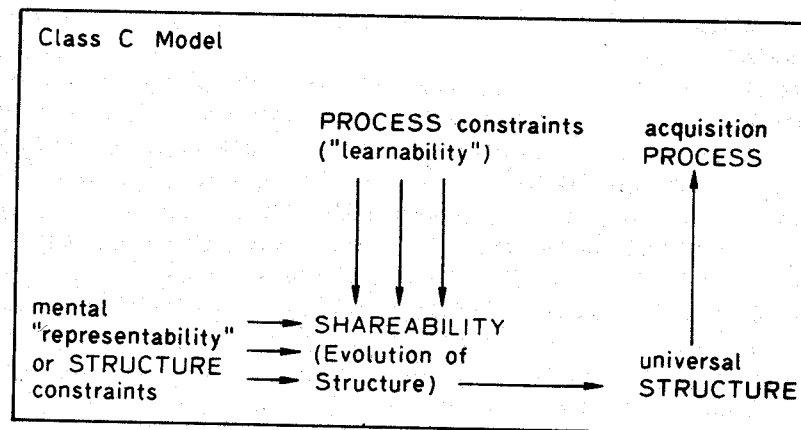 Class C Model
PROCESS constraints
("learnability")
acquisition
PROCESS
mental
"representability"
or STRUCTURE
constraints
SHAREABILITY
(Evolution of
Structure)
universal
STRUCTURE